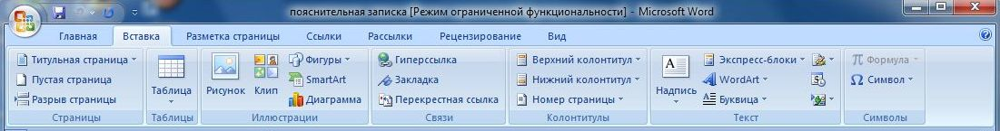 пояснительная записка [Режим ограниченной функциональности] - Microsoft Word
Главная Вставка Разметка страницы Ссылки Рассылки Рецензирование Вид
Титульная страница
Пустая страница
Разрыв страницы
Страницы
Таблица
Таблицы
Рисунок
Клип
Фигуры
SmartArt
Диаграмма
Иллюстрации
Гиперссылка
Закладка
Перекрестная ссылка
Связи
Верхний колонтитул
Нижний колонтитул
Номер страницы
Колонтитулы
Надпись
Экспресс-блоки
WordArt
Буквица
Текст
Формула
Символ
Символы